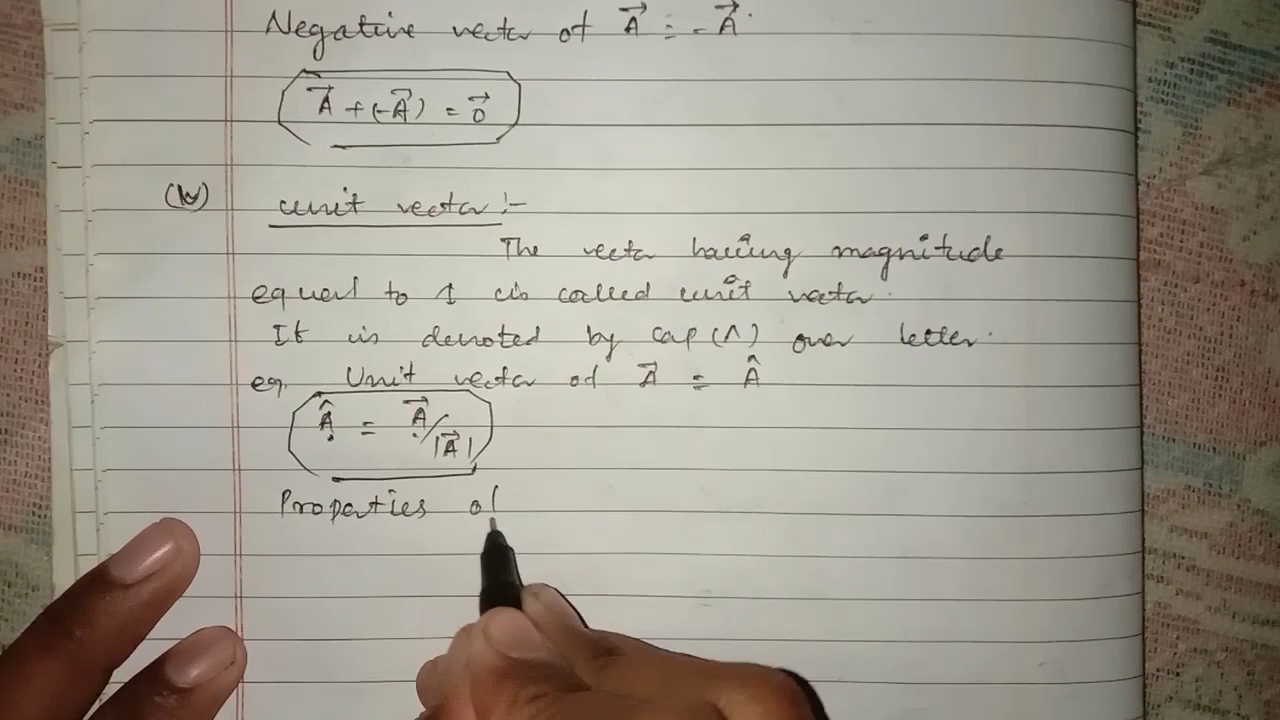 Negative vector of A⃗ = -A⃗.
A⃗ + (-A⃗) = 0⃗
(iv) unit vector :-
The vector having magnitude
equal to 1 is called unit vector.
It is denoted by cap (^) over letter.
eg. Unit vector of A⃗ = Â
Â = A⃗/|A⃗|
Properties of